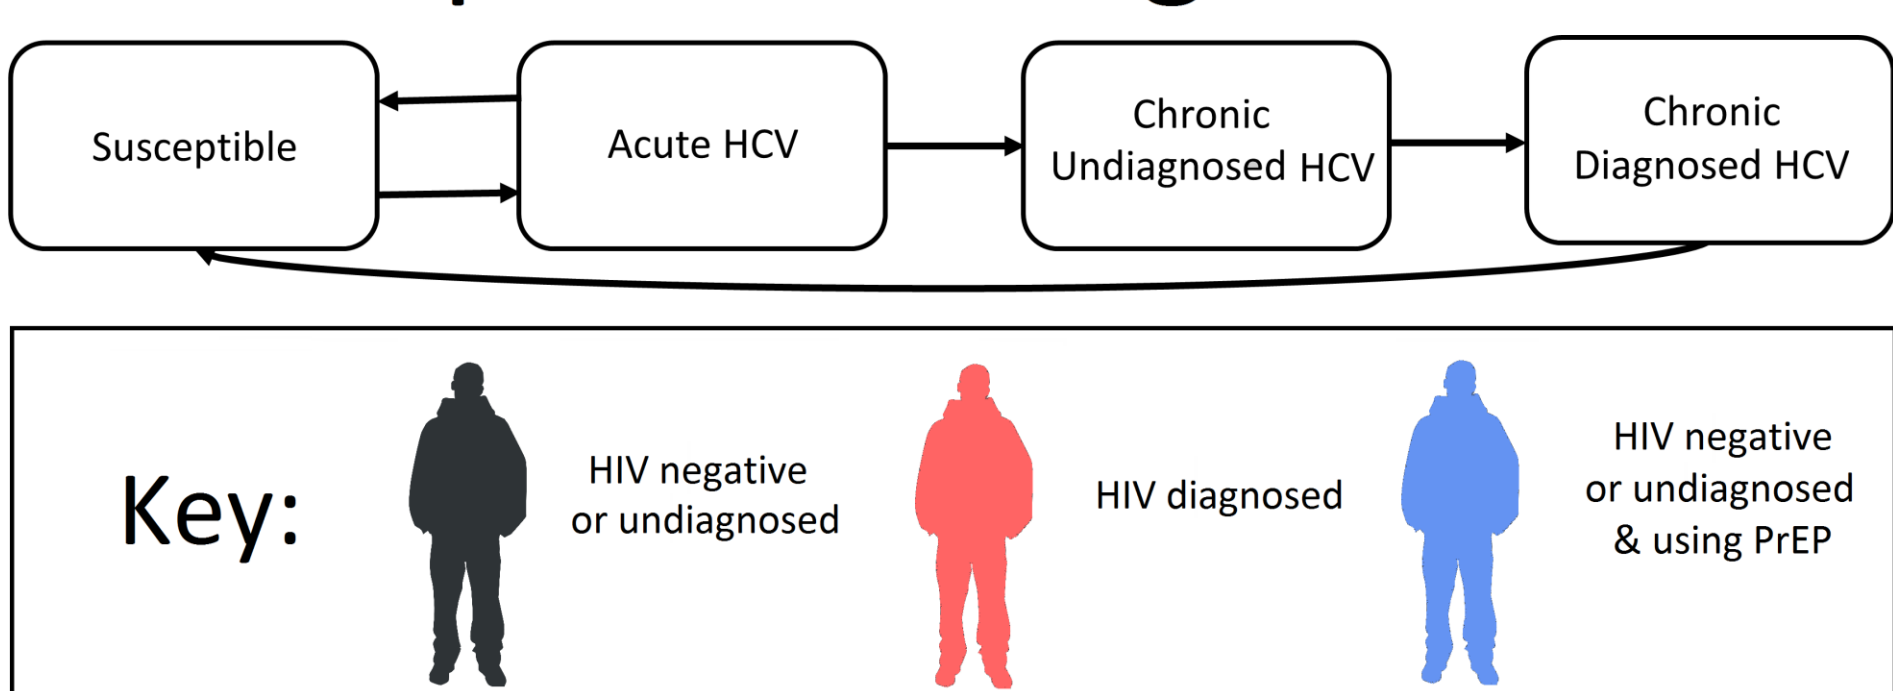 Susceptible
Acute HCV
Chronic
Undiagnosed HCV
Chronic
Diagnosed HCV
Key:
HIV negative
or undiagnosed
HIV diagnosed
HIV negative
or undiagnosed
& using PrEP